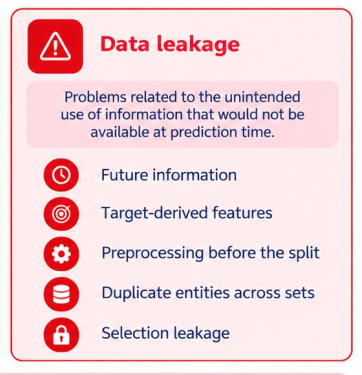 Data leakage
Problems related to the unintended
use of information that would not be
available at prediction time.
Future information
Target-derived features
Preprocessing before the split
Duplicate entities across sets
Selection leakage